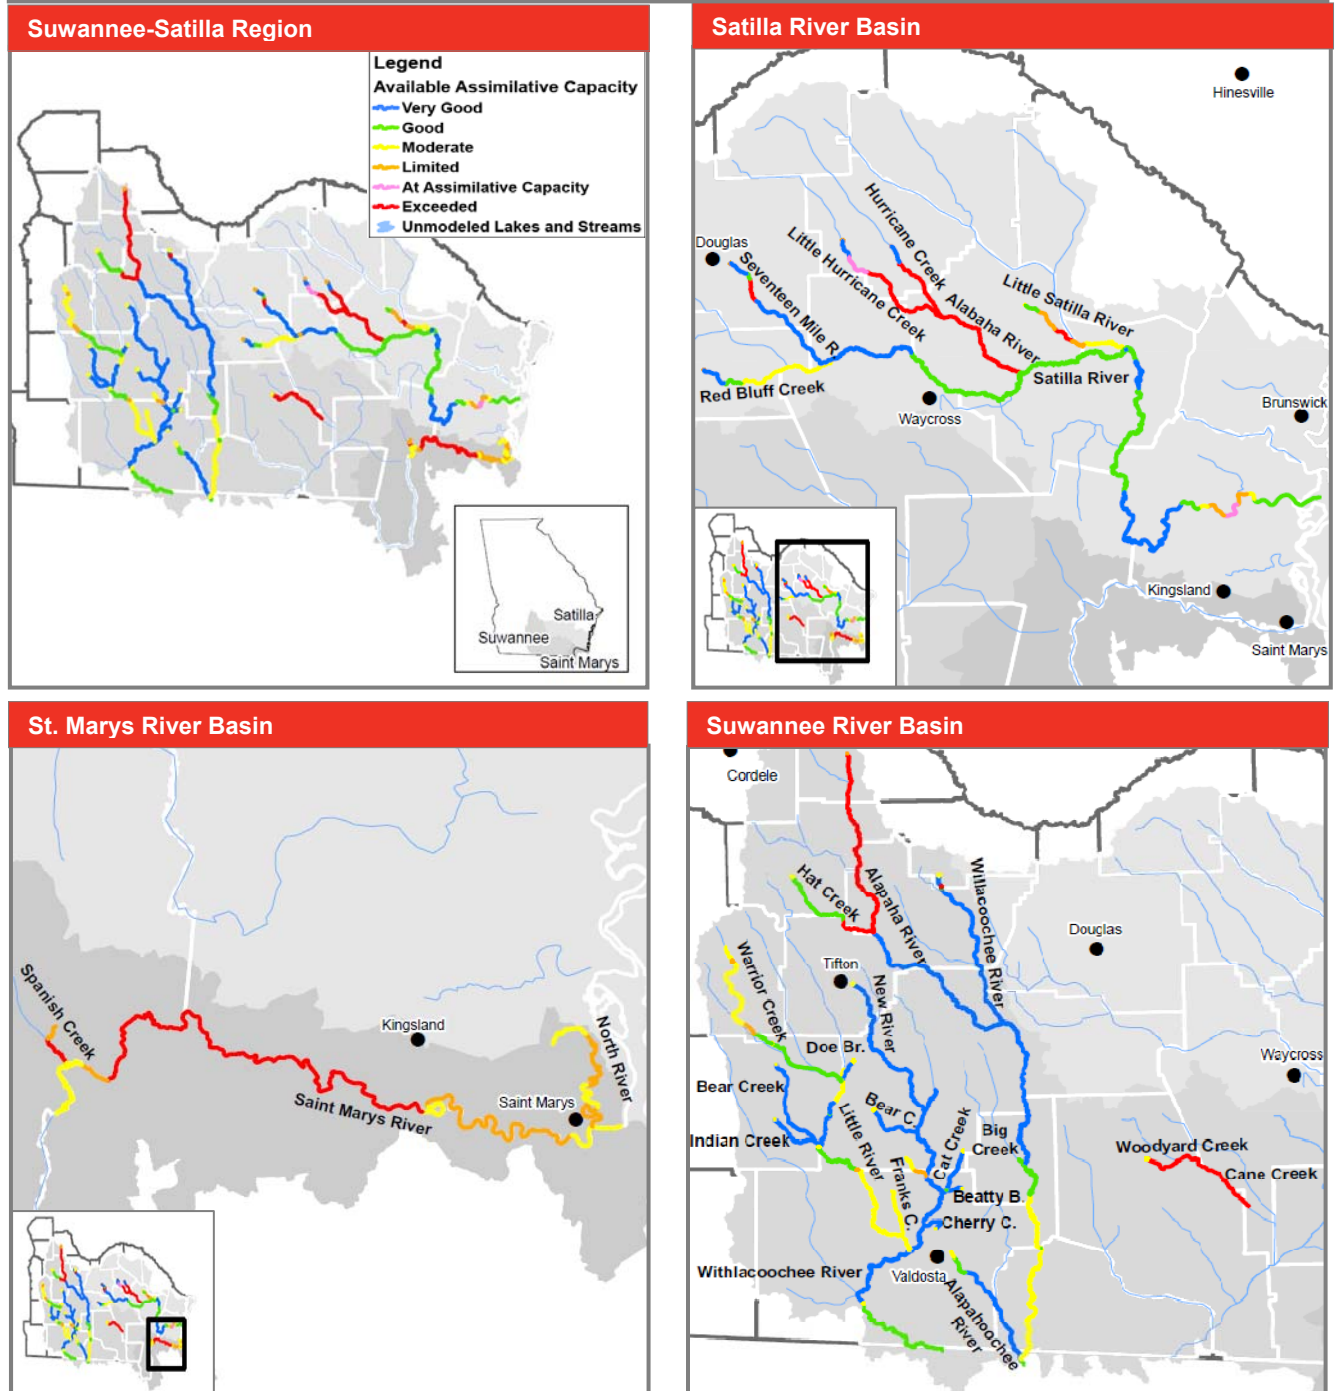 Suwannee-Satilla Region
Legend
Available Assimilative Capacity
Very Good
Good
Moderate
Limited
At Assimilative Capacity
Exceeded
Unmodeled Lakes and Streams
Satilla
Suwannee
Saint Marys
Satilla River Basin
Hinesville
Douglas
Hurricane Creek
Little Hurricane Creek
Seventeen Mile R.
Alabaha River
Little Satilla River
Red Bluff Creek
Satilla River
Waycross
Brunswick
Kingsland
Saint Marys
St. Marys River Basin
Spanish Creek
Kingsland
North River
Saint Marys
Saint Marys River
Suwannee River Basin
Cordele
Hat Creek
Alapaha River
Willacoochee River
Douglas
Warrior Creek
Tifton
New River
Doe Br.
Waycross
Bear Creek
Little River
Bear C.
Cat Creek
Big
Creek
Indian Creek
Franks C.
Woodyard Creek
Cane Creek
Beatty B.
Cherry C.
Withlacoochee River
Valdosta
Alapahoochee
River